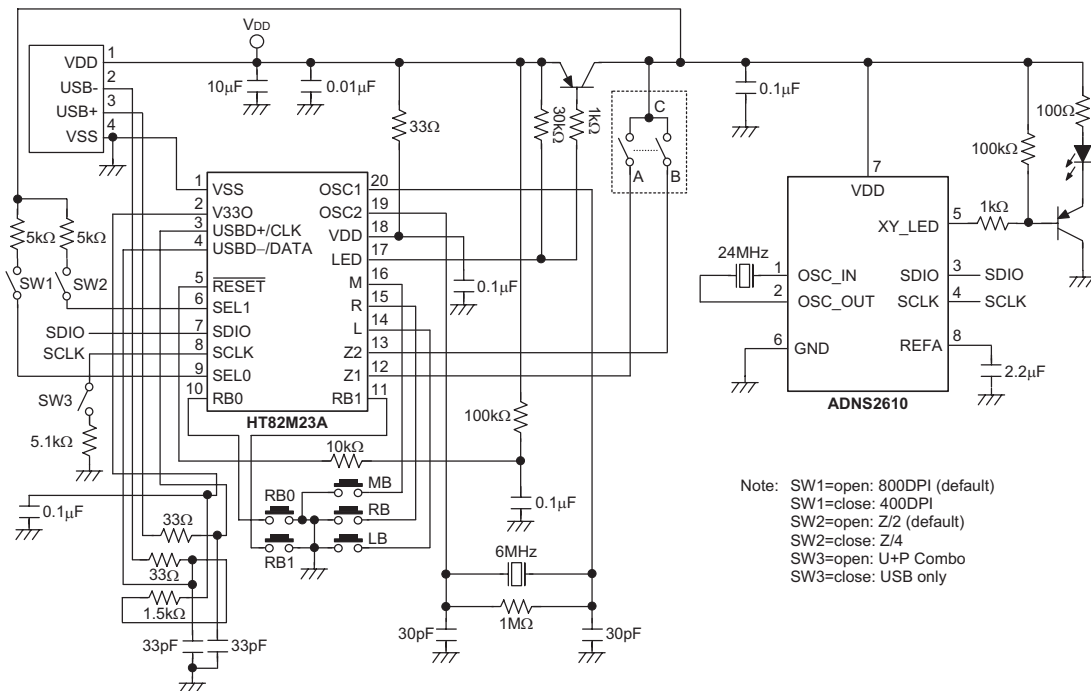 VDD
VDD
USB-
USB+
VSS
1
2
3
4
10μF
0.01μF
33Ω
30kΩ
1kΩ
C
A
B
0.1μF
100Ω
100kΩ
1kΩ
5kΩ
5kΩ
SW1
SW2
SDIO
SCLK
SW3
5.1kΩ
1
2
3
4
5
6
7
8
9
10
VSS
V33O
USBD+/CLK
USBD−/DATA
RESET
SEL1
SDIO
SCLK
SEL0
RB0
OSC1
OSC2
VDD
LED
M
R
L
Z2
Z1
RB1
20
19
18
17
16
15
14
13
12
11
HT82M23A
0.1μF
100kΩ
10kΩ
0.1μF
0.1μF
33Ω
33Ω
1.5kΩ
33pF
33pF
RB0
RB1
MB
RB
LB
6MHz
1MΩ
30pF
30pF
24MHz
1
2
6
7
5
3
4
8
VDD
XY_LED
OSC_IN
OSC_OUT
GND
SDIO
SCLK
REFA
SDIO
SCLK
2.2μF
ADNS2610
Note: SW1=open: 800DPI (default)
SW1=close: 400DPI
SW2=open: Z/2 (default)
SW2=close: Z/4
SW3=open: U+P Combo
SW3=close: USB only